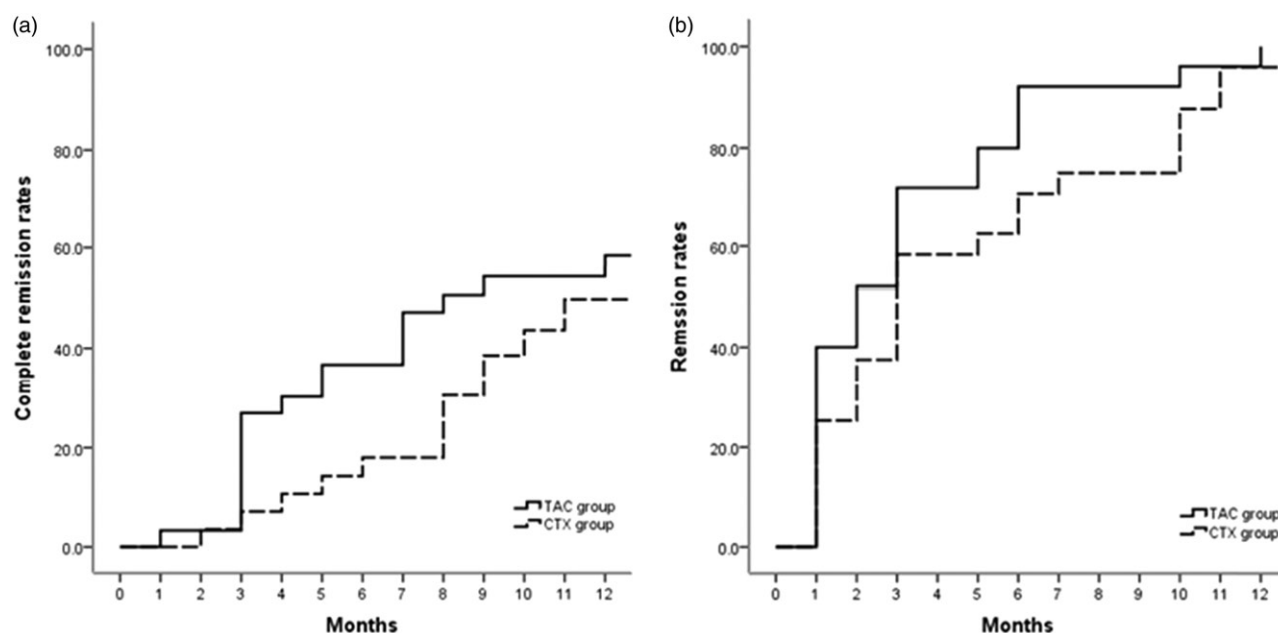 (a)
Complete remission rates
100.0
80.0
60.0
40.0
20.0
0.0
TAC group
CTX group
0 1 2 3 4 5 6 7 8 9 10 11 12
Months
(b)
Remssion rates
100.0
80.0
60.0
40.0
20.0
0.0
TAC group
CTX group
0 1 2 3 4 5 6 7 8 9 10 11 12
Months